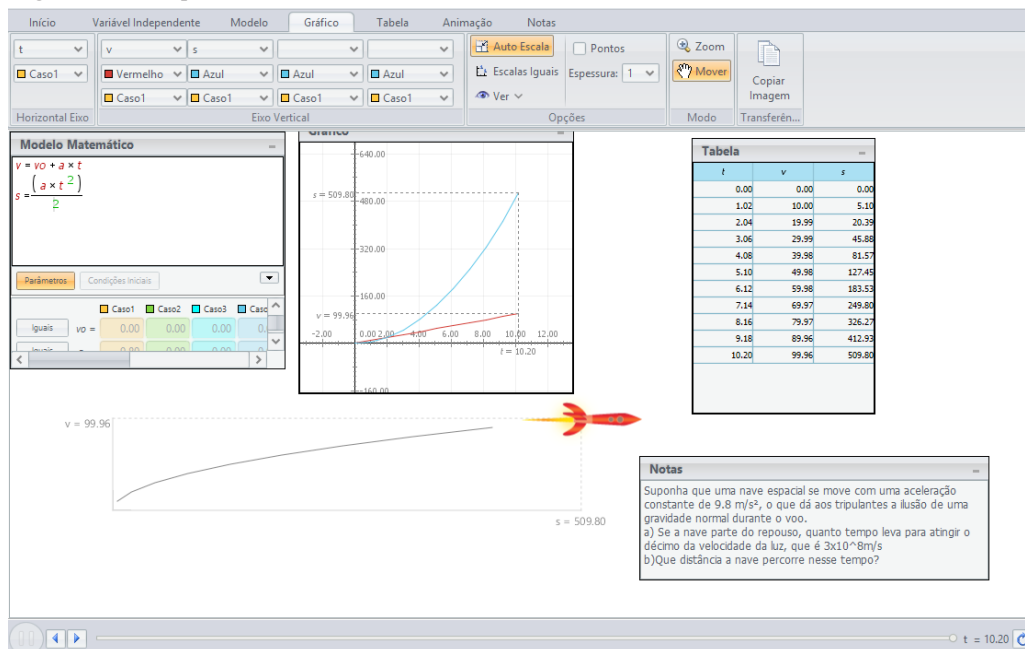 Início Variável Independente Modelo Gráfico Tabela Animação Notas
t v s Auto Escala Pontos Zoom
Caso1 Vermelho Azul Azul Azul Escalas Iguais Espessura: 1 Mover Copiar Imagem
Caso1 Caso1 Caso1 Caso1 Ver
Horizontal Eixo Eixo Vertical Opções Modo Transferên...
Modelo Matemático
v = vo + a × t
s = ( a × t 2 )
2
Parâmetros Condições Iniciais
Caso1 Caso2 Caso3 Casc
Iguais vo = 0.00 0.00 0.00 0.
Gráfico
640.00
s = 509.80
480.00
320.00
160.00
v = 99.96
-2.00 0.00 2.00 4.00 6.00 8.00 10.00 12.00
t = 10.20
-160.00
Tabela
t v s
0.00 0.00 0.00
1.02 10.00 5.10
2.04 19.99 20.39
3.06 29.99 45.88
4.08 39.98 81.57
5.10 49.98 127.45
6.12 59.98 183.53
7.14 69.97 249.80
8.16 79.97 326.27
9.18 89.96 412.93
10.20 99.96 509.80
v = 99.96
s = 509.80
Notas
Suponha que uma nave espacial se move com uma aceleração
constante de 9.8 m/s², o que dá aos tripulantes a ilusão de uma
gravidade normal durante o voo.
a) Se a nave parte do repouso, quanto tempo leva para atingir o
décimo da velocidade da luz, que é 3x10^8m/s
b)Que distância a nave percorre nesse tempo?
t = 10.20